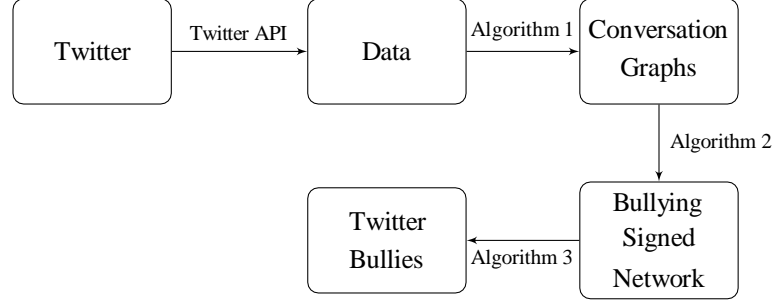 Twitter
Twitter API
Data
Algorithm 1
Conversation
Graphs
Algorithm 2
Bullying
Signed
Network
Algorithm 3
Twitter
Bullies